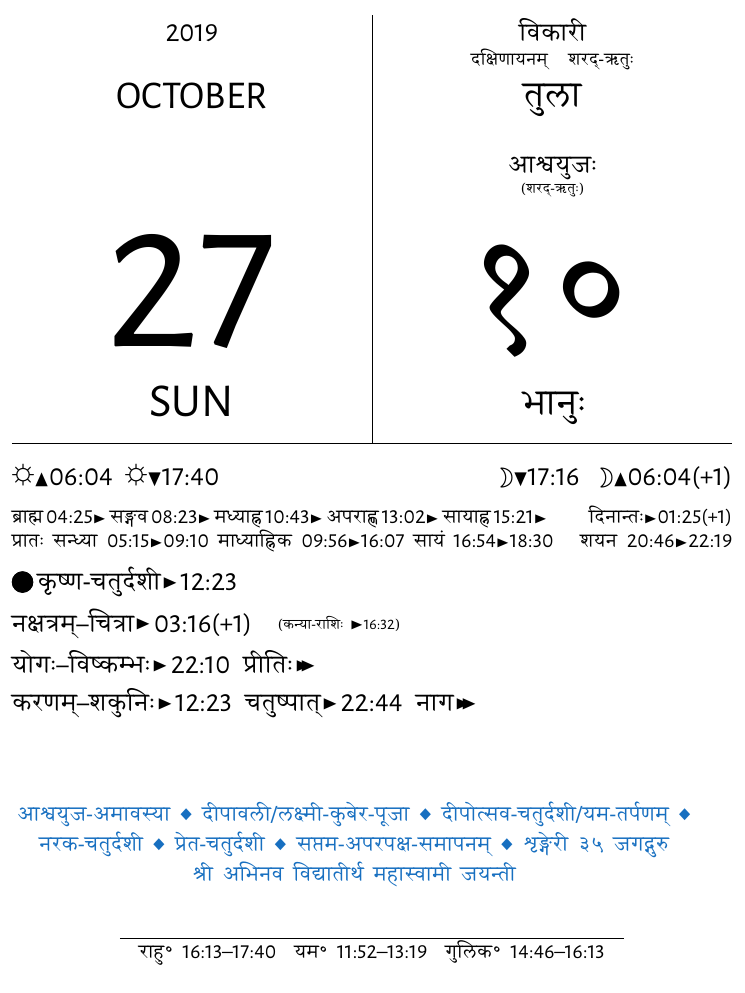 2019
OCTOBER
27
SUN
विकारी
दक्षिणायनम् शरद्-ऋतुः
तुला
आश्वयुजः
(शरद्-ऋतुः)
१०
भानुः
☼▲06:04 ☼▼17:40 ☽▼17:16 ☽▲06:04(+1)
ब्राह्म 04:25► सङ्गव 08:23► मध्याह्न 10:43► अपराह्ण 13:02► सायाह्न 15:21► दिनान्तः►01:25(+1)
प्रातः सन्ध्या 05:15►09:10 माध्याह्निक 09:56►16:07 सायं 16:54►18:30 शयन 20:46►22:19
●कृष्ण-चतुर्दशी►12:23
नक्षत्रम्–चित्रा► 03:16(+1) (कन्या-राशिः ►16:32)
योगः–विष्कम्भः► 22:10 प्रीतिः►►
करणम्–शकुनिः►12:23 चतुष्पात्►22:44 नाग►►
आश्वयुज-अमावस्या ◆ दीपावली/लक्ष्मी-कुबेर-पूजा ◆ दीपोत्सव-चतुर्दशी/यम-तर्पणम् ◆
नरक-चतुर्दशी ◆ प्रेत-चतुर्दशी ◆ सप्तम-अपरपक्ष-समापनम् ◆ शृङ्गेरी ३५ जगद्गुरु
श्री अभिनव विद्यातीर्थ महास्वामी जयन्ती
राहु° 16:13–17:40 यम° 11:52–13:19 गुलिक° 14:46–16:13